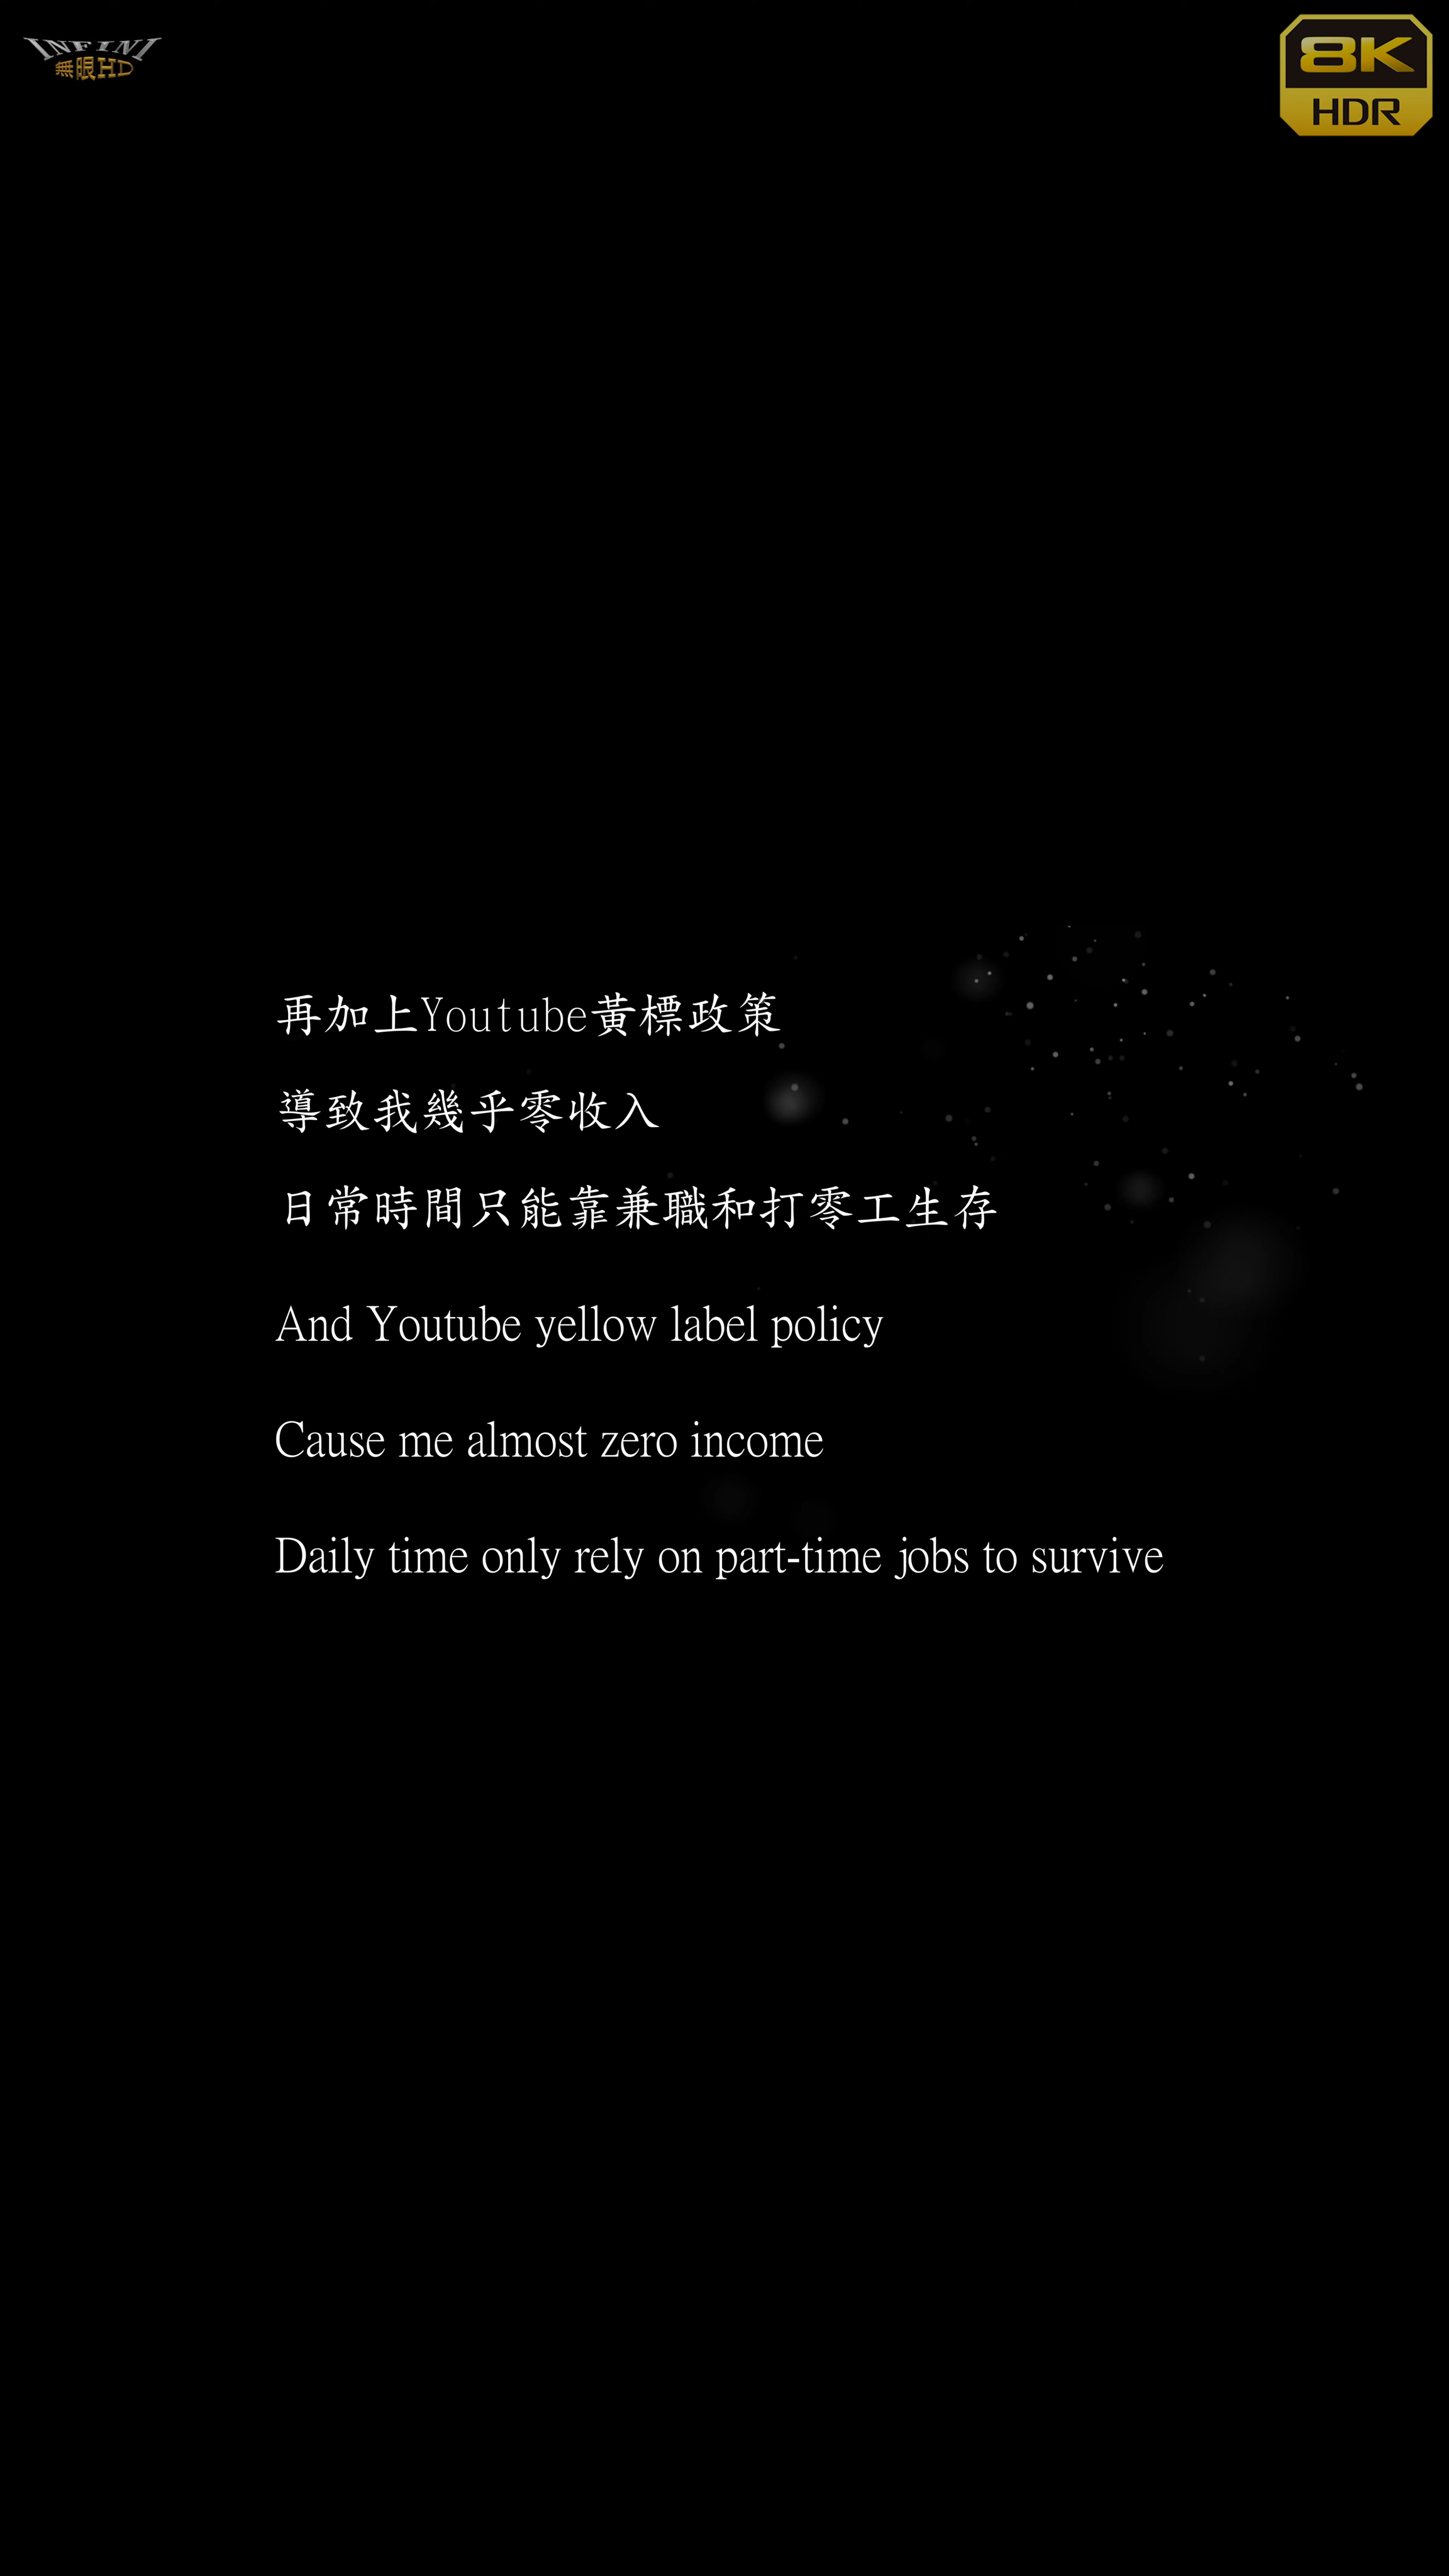 INFINI
無限HD
8K
HDR
再加上Youtube黃標政策
導致我幾乎零收入
日常時間只能靠兼職和打零工生存
And Youtube yellow label policy
Cause me almost zero income
Daily time only rely on part-time jobs to survive